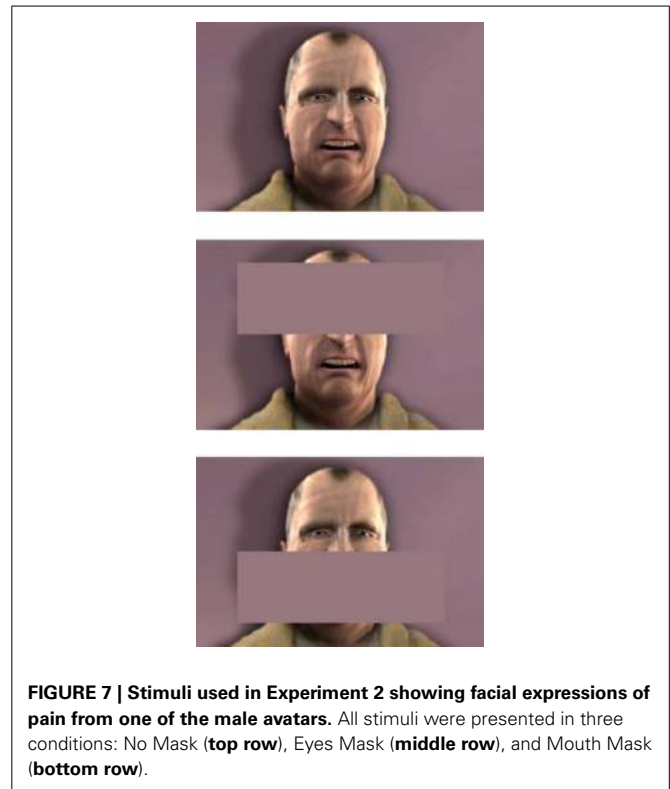 FIGURE 7 | Stimuli used in Experiment 2 showing facial expressions of
pain from one of the male avatars. All stimuli were presented in three
conditions: No Mask (top row), Eyes Mask (middle row), and Mouth Mask
(bottom row).